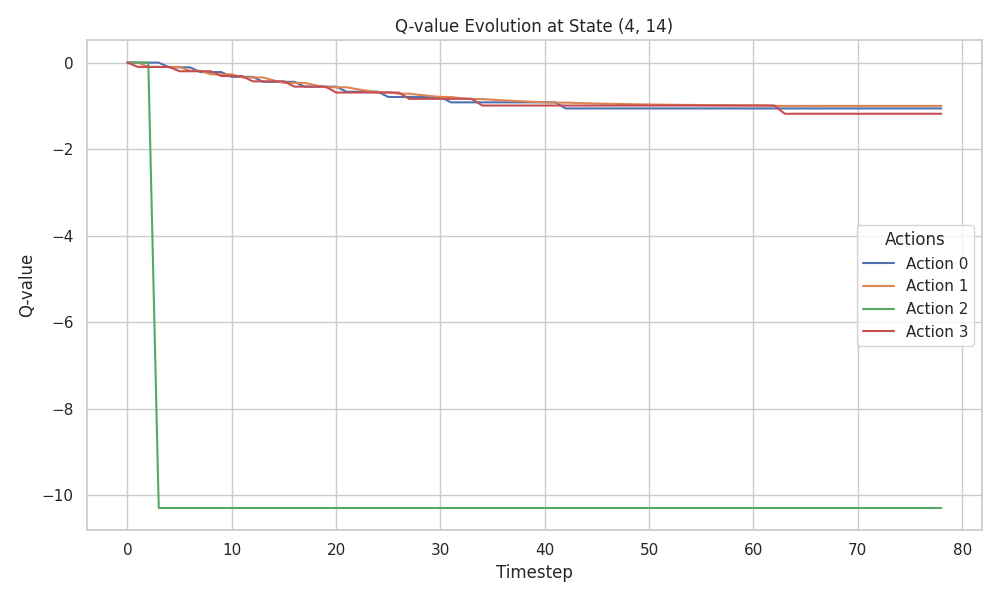 Q-value Evolution at State (4, 14)
Q-value
0
−2
−4
−6
−8
−10
Actions
Action 0
Action 1
Action 2
Action 3
0 10 20 30 40 50 60 70 80
Timestep